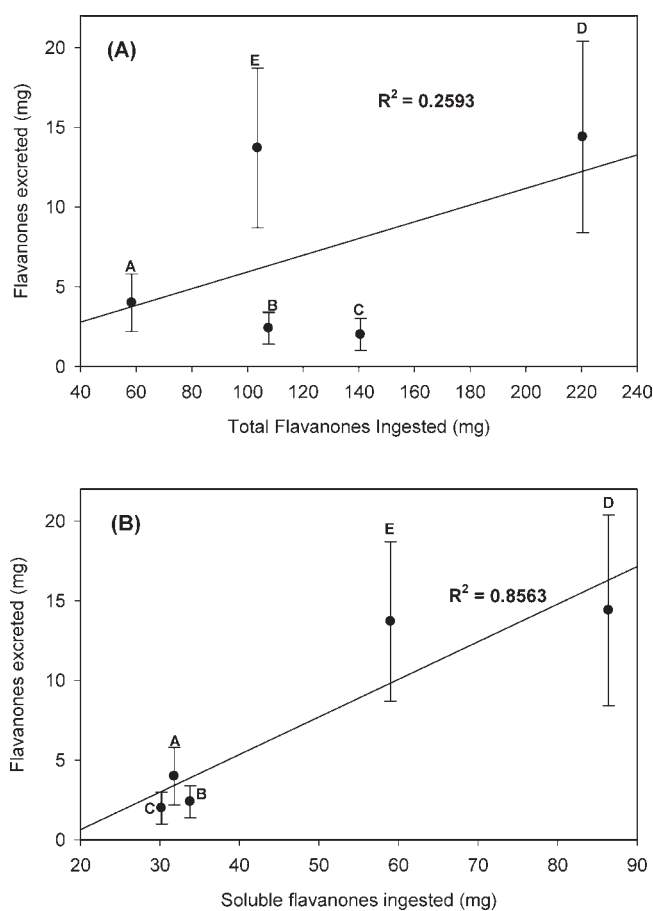 (A)
20
15
10
5
0
Flavanones excreted (mg)
E
D
R² = 0.2593
A
B
C
40 60 80 100 120 140 160 180 200 220 240
Total Flavanones Ingested (mg)
(B)
20
15
10
5
0
Flavanones excreted (mg)
E
D
R² = 0.8563
A
C
B
20 30 40 50 60 70 80 90
Soluble flavanones ingested (mg)